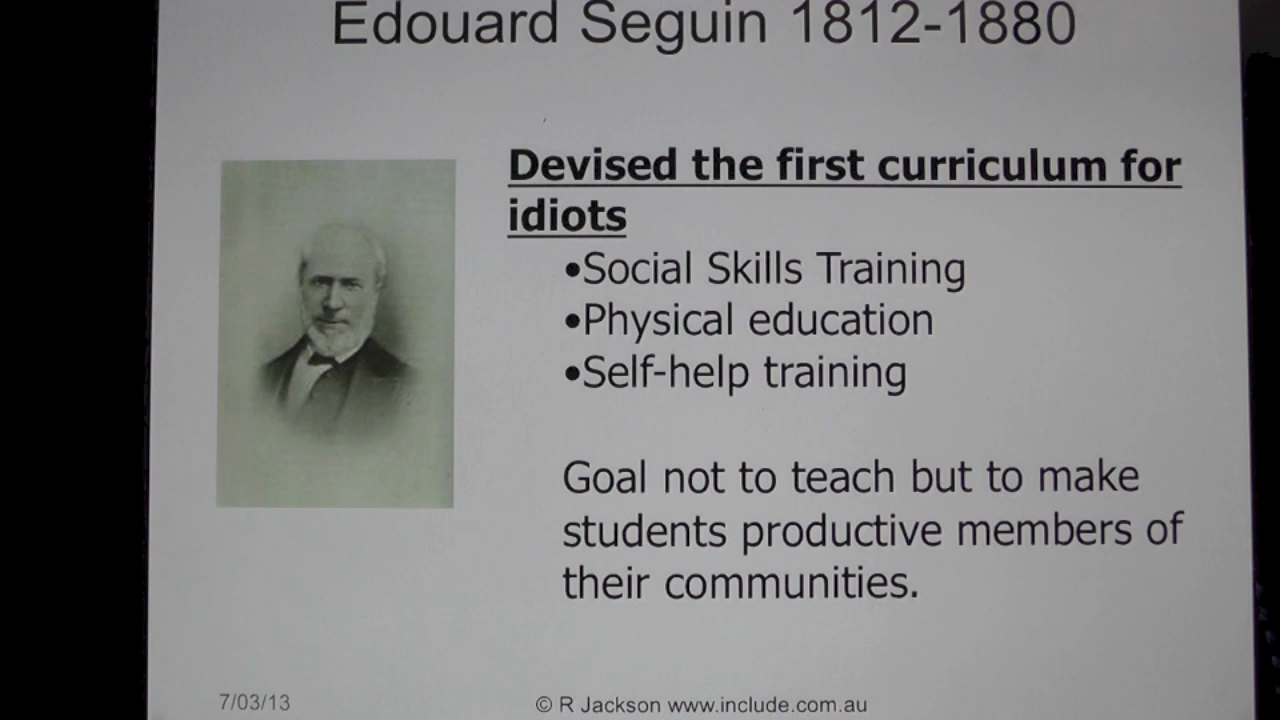 Edouard Seguin 1812-1880
Devised the first curriculum for
idiots
•Social Skills Training
•Physical education
•Self-help training
Goal not to teach but to make
students productive members of
their communities.
7/03/13
© R Jackson www.include.com.au